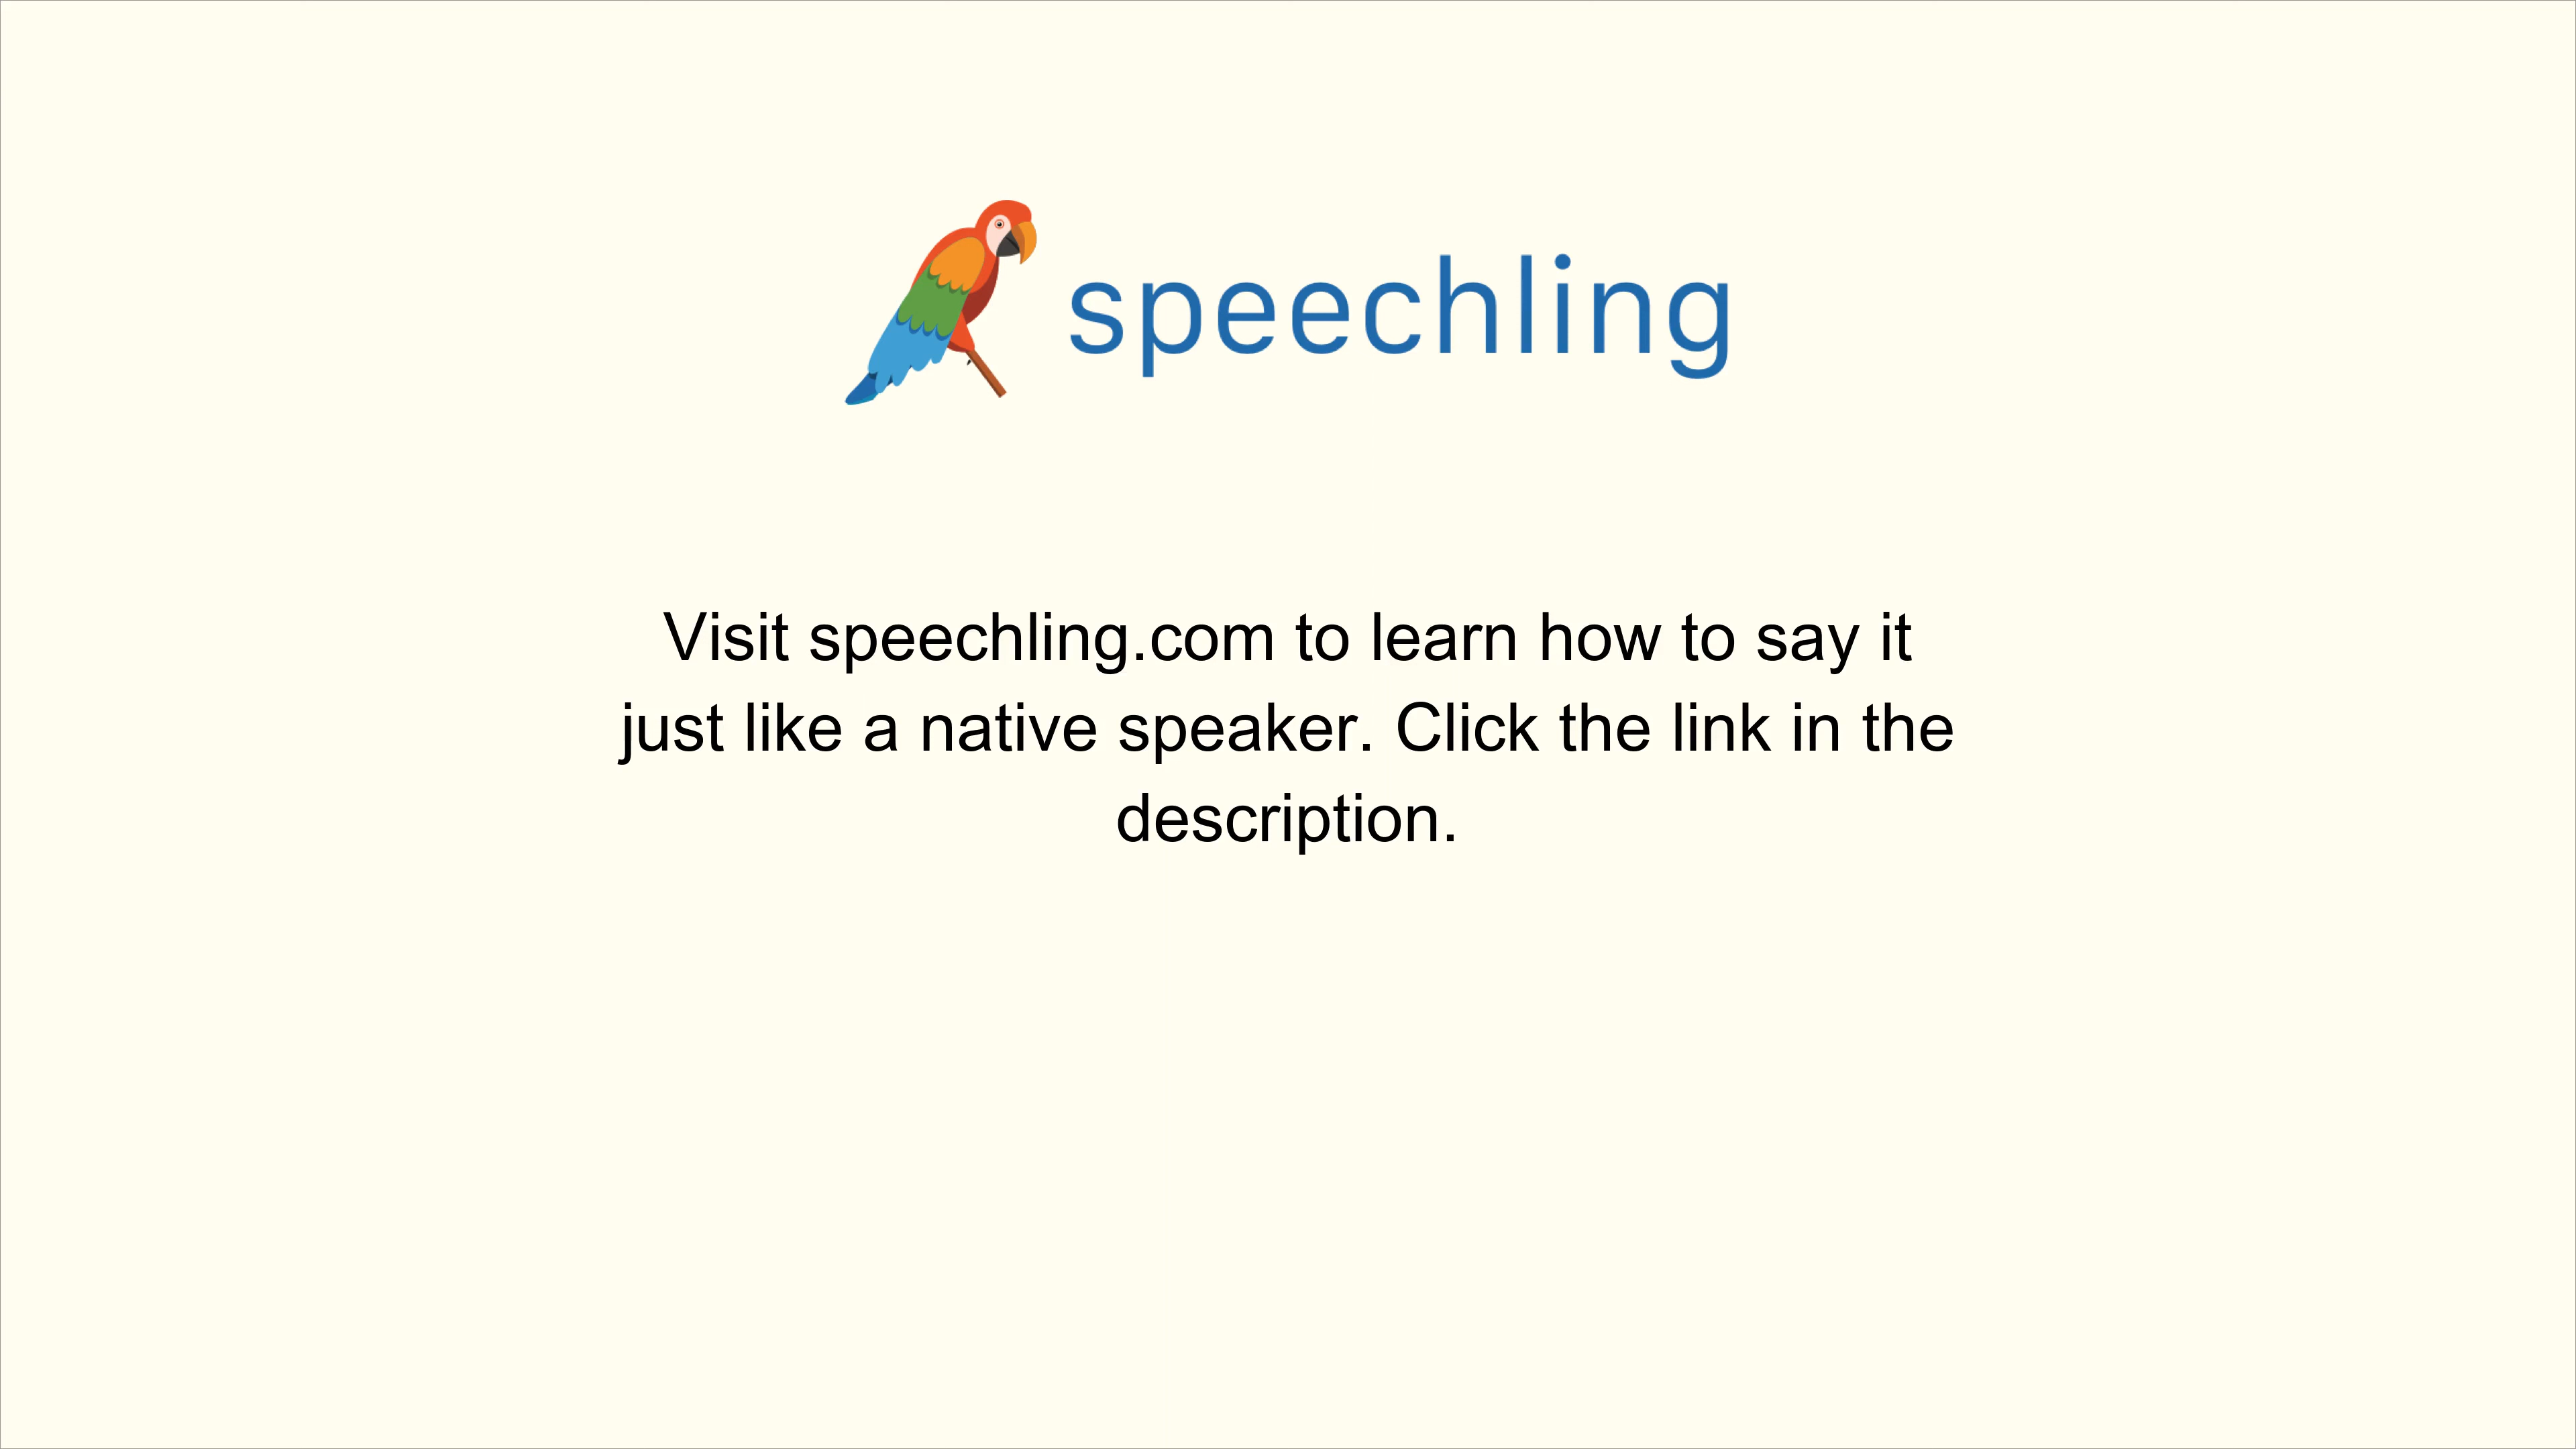 speechling
Visit speechling.com to learn how to say it
just like a native speaker. Click the link in the
description.